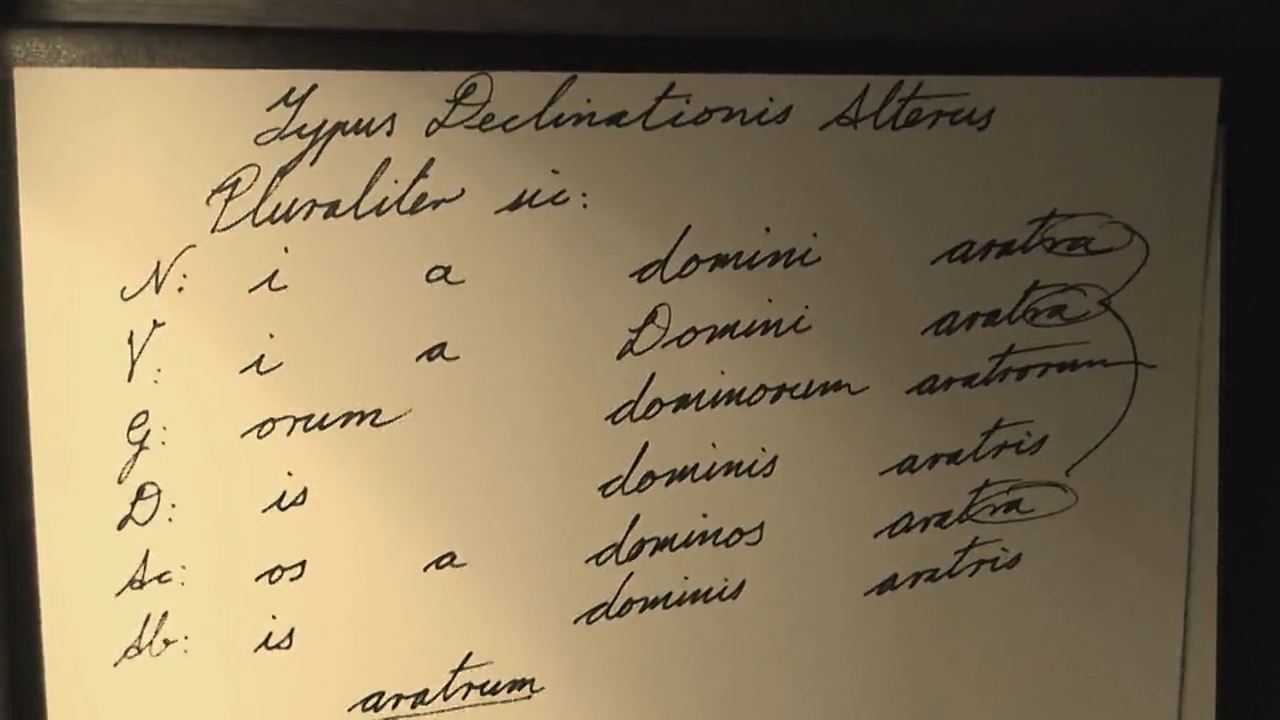 Typus Declinationis Alterus
Pluraliter sic:
N: i a domini aratra
V: i a Domini aratra
G: orum dominorum aratrorum
D: is dominis aratris
Ac: os a dominos aratra
Ab: is dominis aratris
aratrum